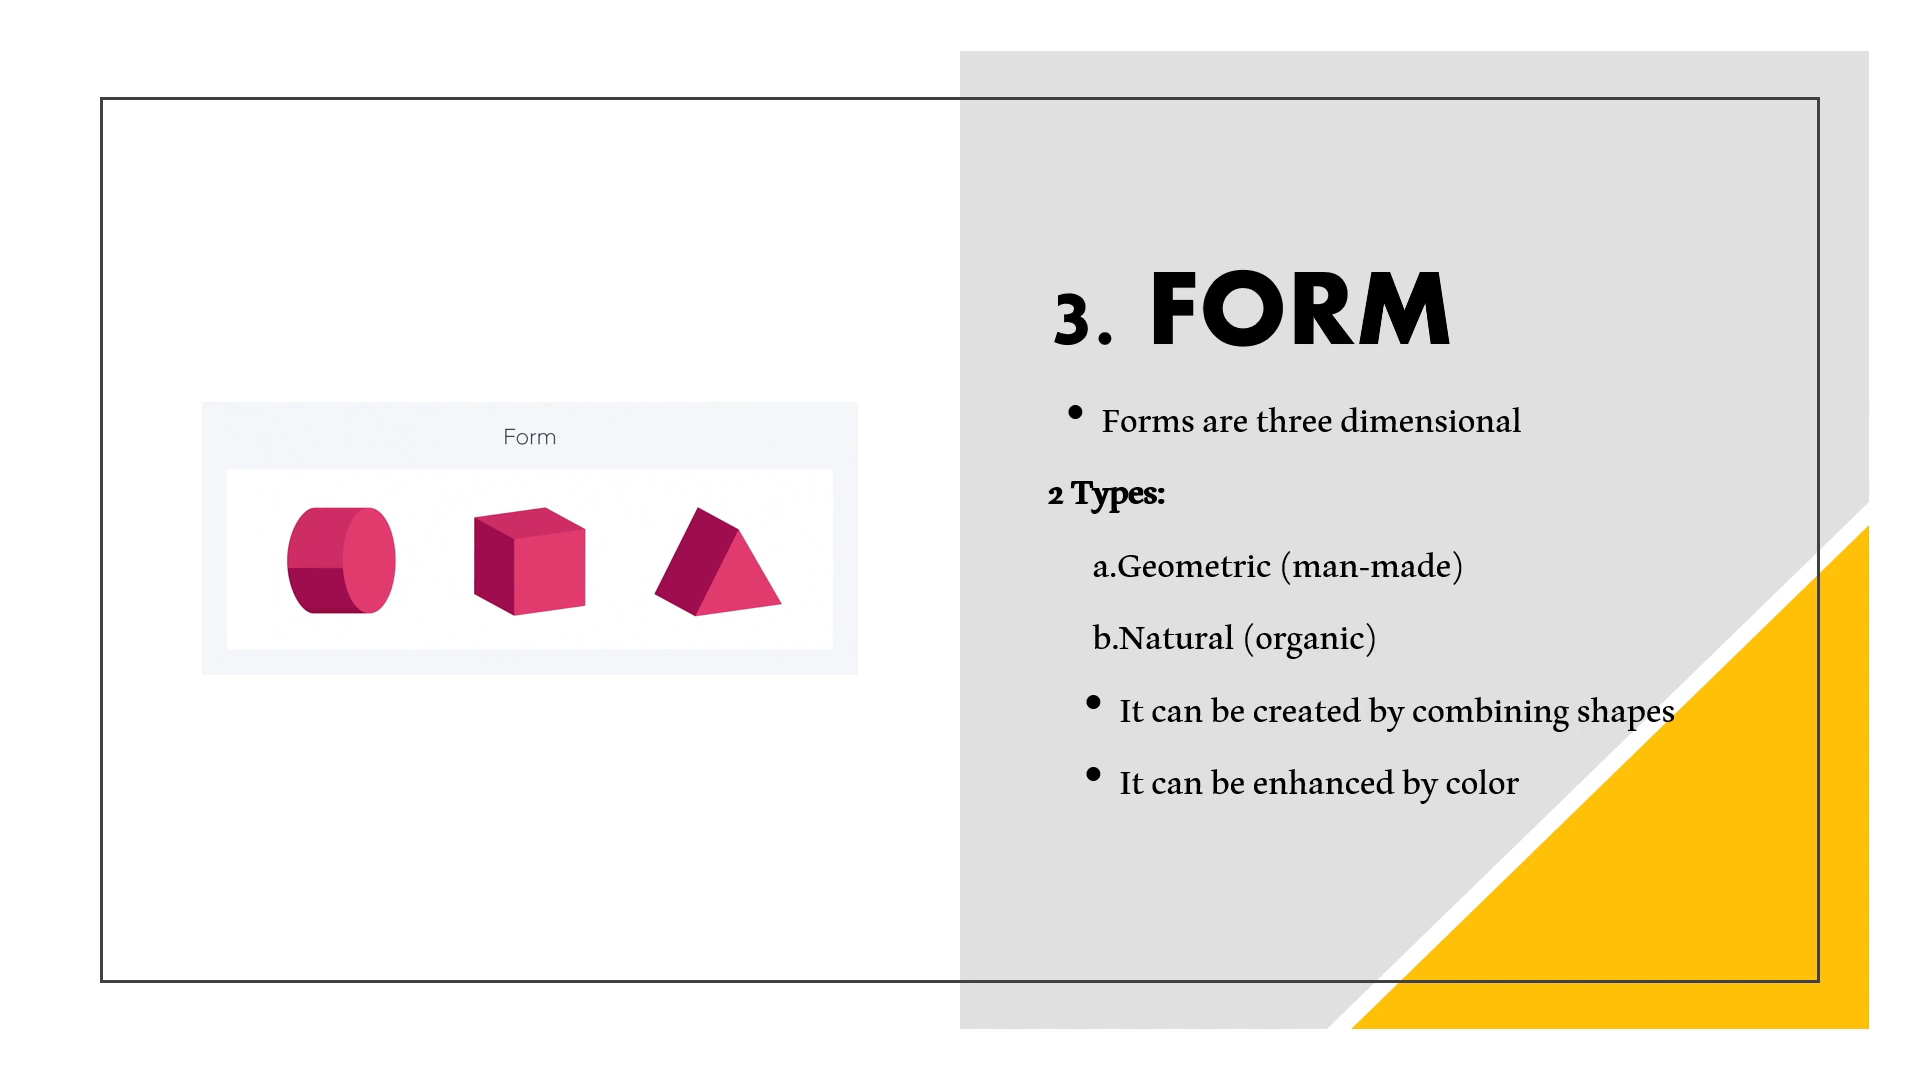 Form
3. FORM
• Forms are three dimensional
2 Types:
a.Geometric (man-made)
b.Natural (organic)
• It can be created by combining shapes
• It can be enhanced by color